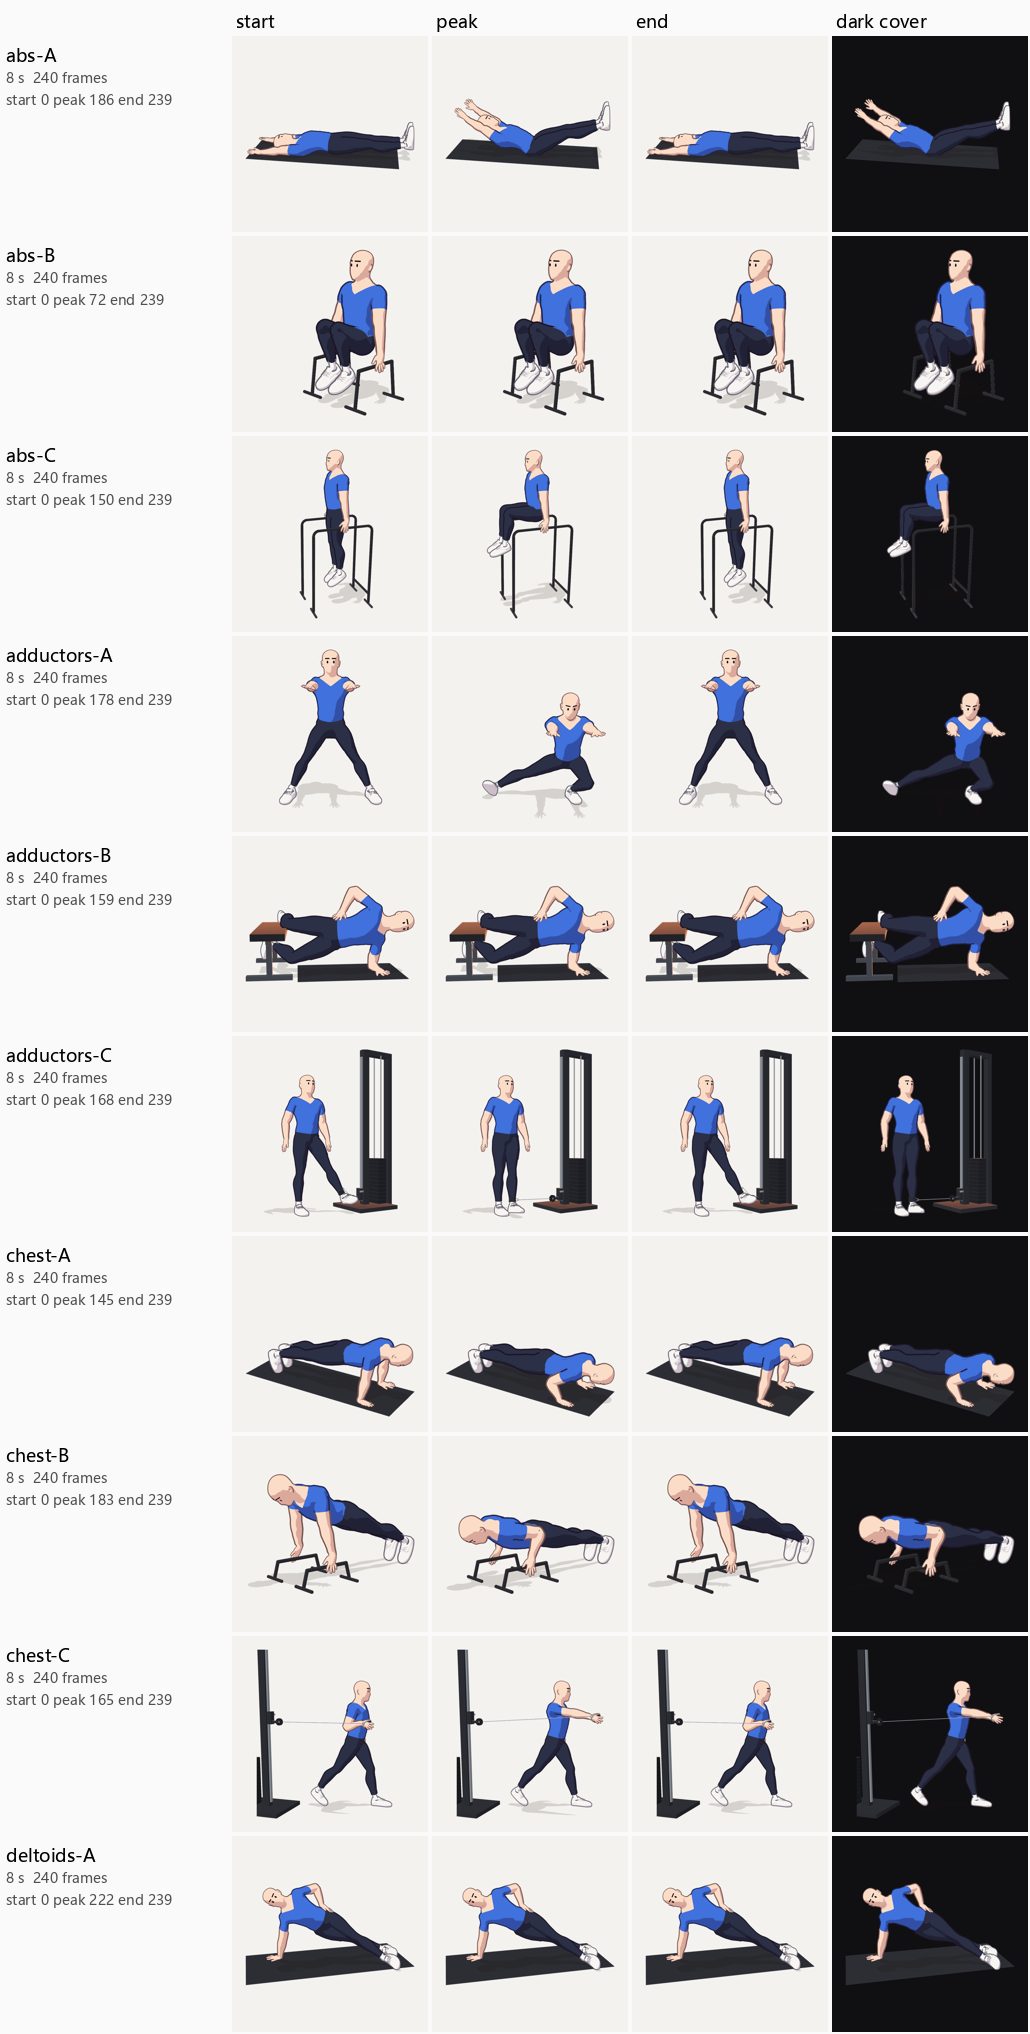 start peak end dark cover
abs-A
8 s 240 frames
start 0 peak 186 end 239
abs-B
8 s 240 frames
start 0 peak 72 end 239
abs-C
8 s 240 frames
start 0 peak 150 end 239
adductors-A
8 s 240 frames
start 0 peak 178 end 239
adductors-B
8 s 240 frames
start 0 peak 159 end 239
adductors-C
8 s 240 frames
start 0 peak 168 end 239
chest-A
8 s 240 frames
start 0 peak 145 end 239
chest-B
8 s 240 frames
start 0 peak 183 end 239
chest-C
8 s 240 frames
start 0 peak 165 end 239
deltoids-A
8 s 240 frames
start 0 peak 222 end 239